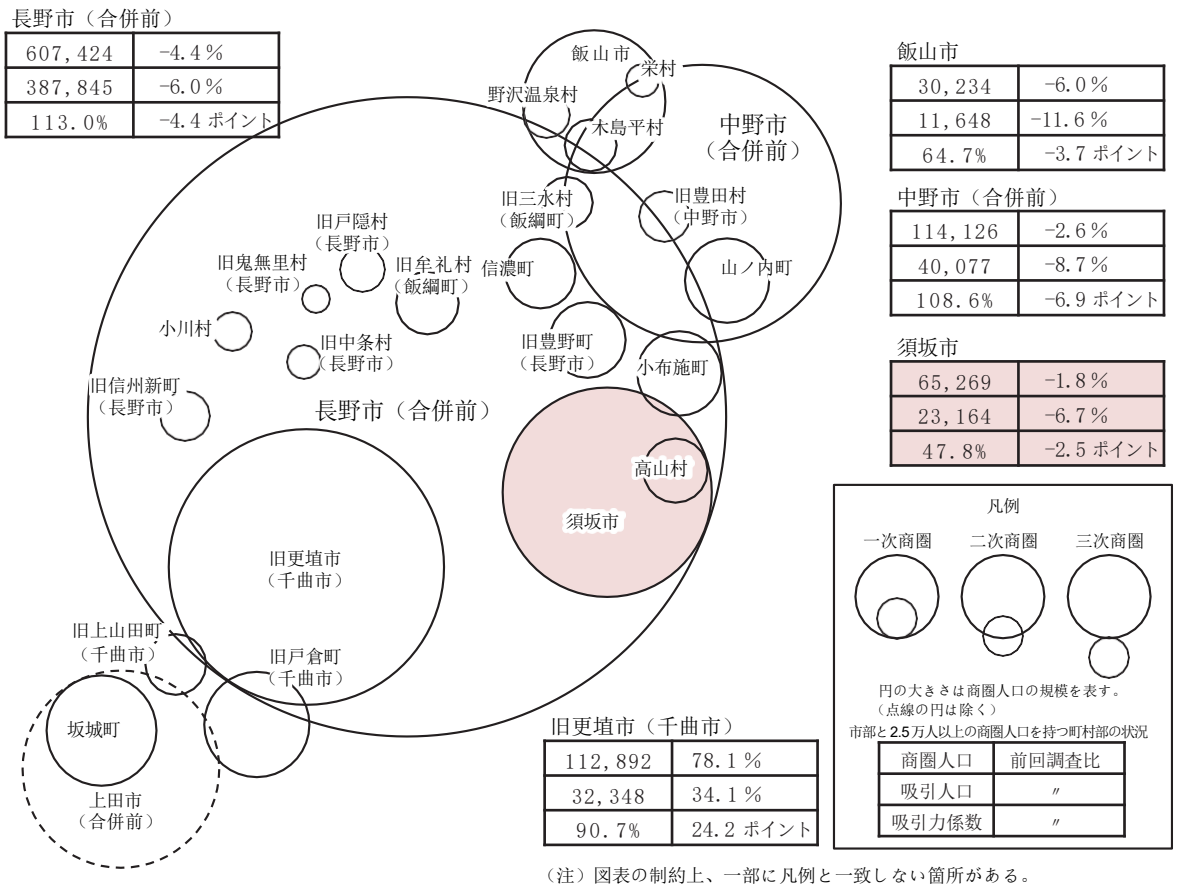 長野市（合併前）
607,424 -4.4％
387,845 -6.0％
113.0% -4.4 ポイント
飯山市
30,234 -6.0％
11,648 -11.6％
64.7% -3.7 ポイント
中野市（合併前）
114,126 -2.6％
40,077 -8.7％
108.6% -6.9 ポイント
須坂市
65,269 -1.8％
23,164 -6.7％
47.8% -2.5 ポイント
飯山市
栄村
野沢温泉村
木島平村
中野市
（合併前）
旧三水村
（飯綱町）
旧豊田村
（中野市）
旧戸隠村
（長野市）
旧鬼無里村
（長野市）
旧牟礼村
（飯綱町）
信濃町
山ノ内町
小川村
旧中条村
（長野市）
旧豊野町
（長野市）
小布施町
旧信州新町
（長野市）
長野市（合併前）
高山村
須坂市
旧更埴市
（千曲市）
旧上山田町
（千曲市）
旧戸倉町
（千曲市）
坂城町
上田市
（合併前）
旧更埴市（千曲市）
112,892 78.1％
32,348 34.1％
90.7% 24.2 ポイント
凡例
一次商圏 二次商圏 三次商圏
円の大きさは商圏人口の規模を表す。
（点線の円は除く）
市部と2.5万人以上の商圏人口を持つ町村部の状況
商圏人口 前回調査比
吸引人口 〃
吸引力係数 〃
（注）図表の制約上、一部に凡例と一致しない箇所がある。